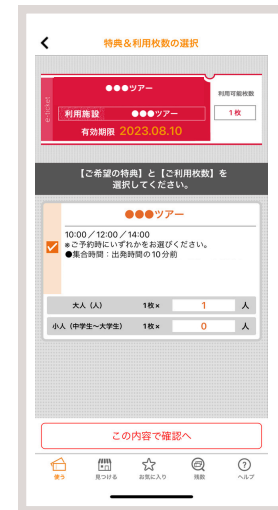 特典&利用枚数の選択
●●●ツアー
利用施設 ●●●ツアー
有効期限 2023.08.10
利用可能枚数
1枚
【ご希望の特典】と【ご利用枚数】を
選択してください。
●●●ツアー
10:00/12:00/14:00
※ご予約時にいずれかをお選びください。
●集合時間:出発時間の10分前
大人(人) 1枚× 1 人
小人(中学生~大学生) 1枚× 0 人
この内容で確認へ
使う 見つける お気に入り 残数 ヘルプ